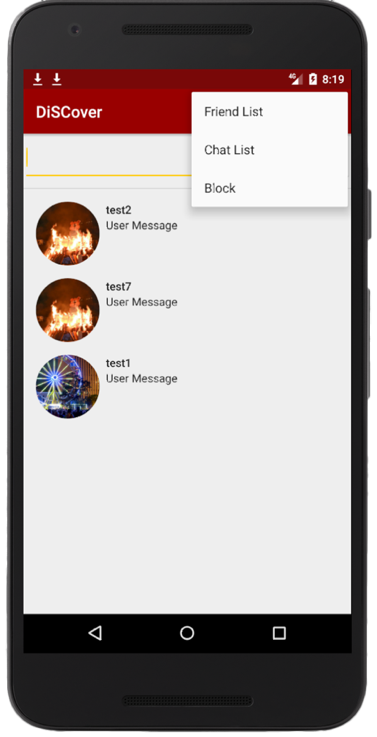 4G 8:19
DiSCover
Friend List
Chat List
Block
test2
User Message
test7
User Message
test1
User Message